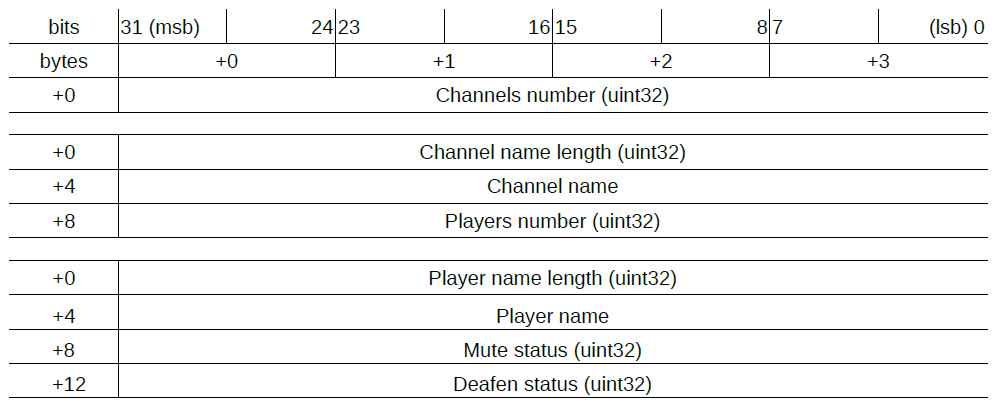 bits 31 (msb) 24 23 16 15 8 7 (lsb) 0
bytes +0 +1 +2 +3
+0 Channels number (uint32)
+0 Channel name length (uint32)
+4 Channel name
+8 Players number (uint32)
+0 Player name length (uint32)
+4 Player name
+8 Mute status (uint32)
+12 Deafen status (uint32)